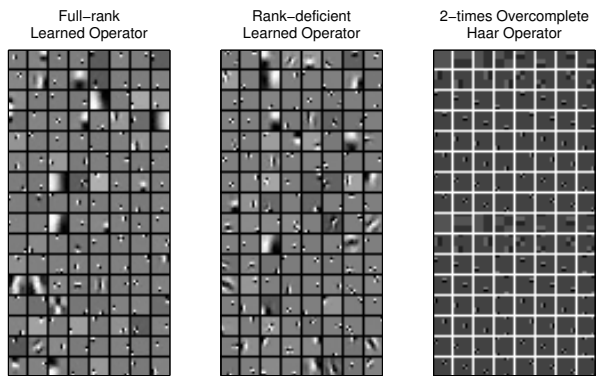 Full−rank
Learned Operator
Rank−deficient
Learned Operator
2−times Overcomplete
Haar Operator